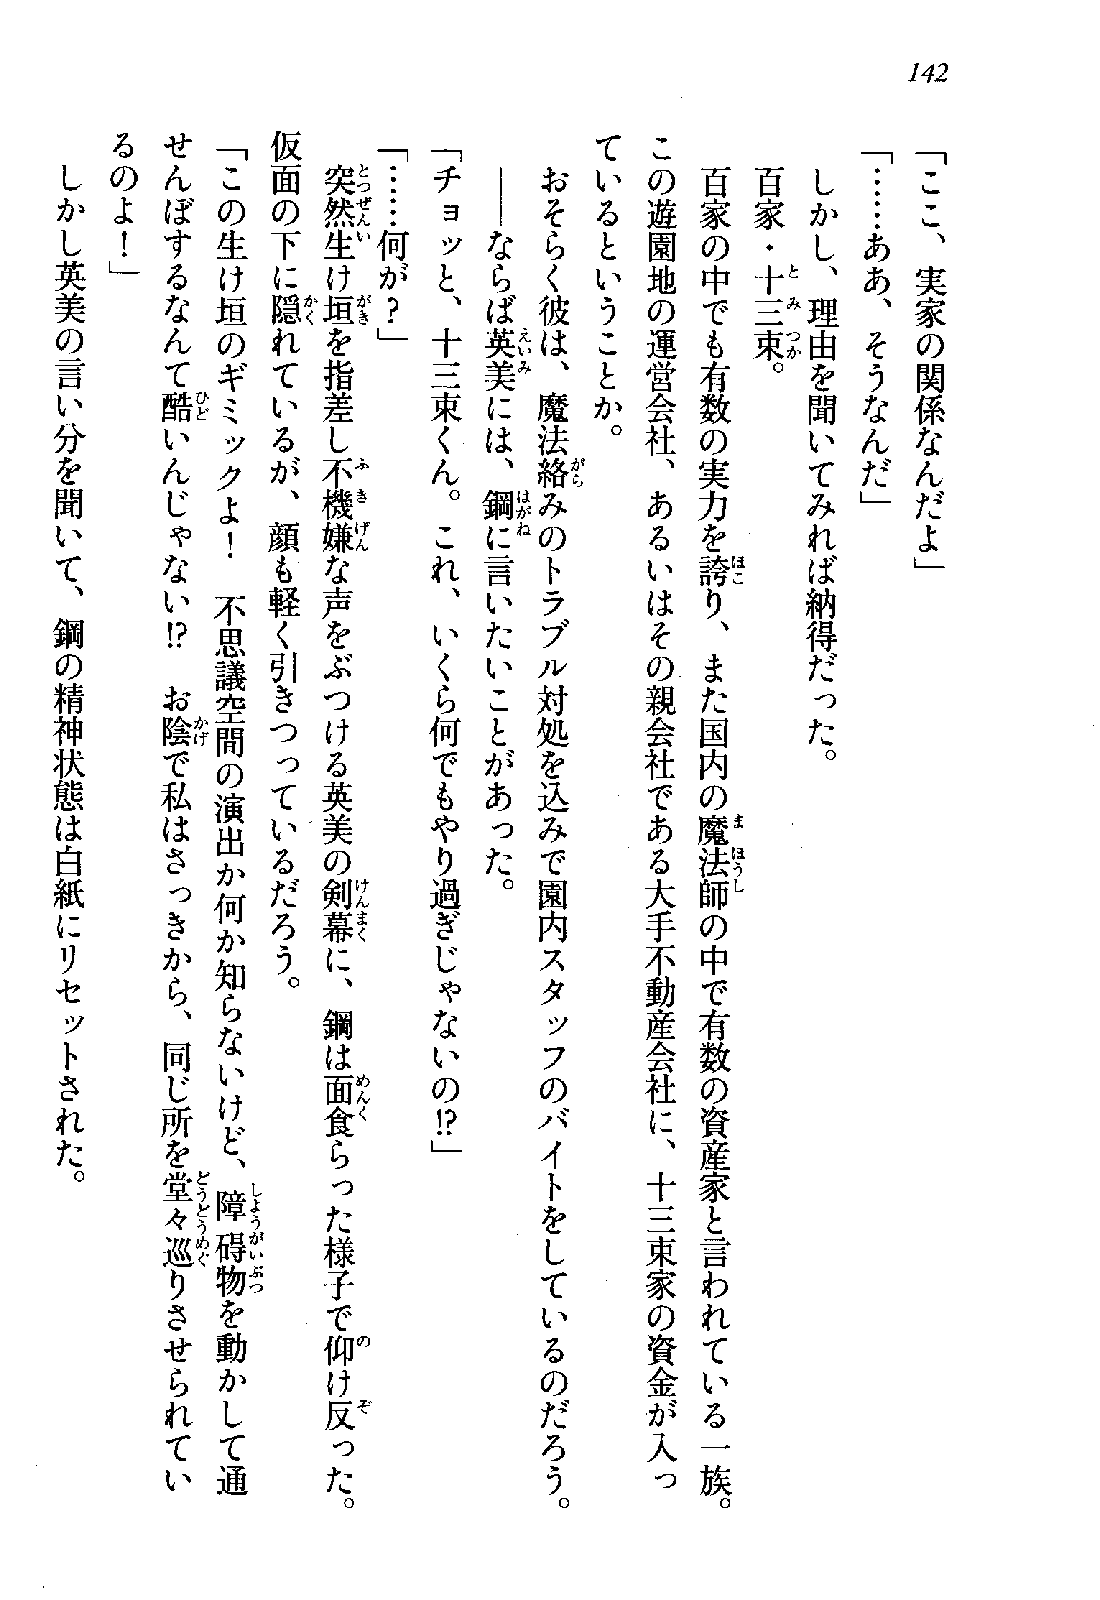 142
「ここ、実家の関係なんだよ」
「……ああ、そうなんだ」
しかし、理由を聞いてみれば納得だった。
百家・十三束。
百家の中でも有数の実力を誇り、また国内の魔法師の中で有数の資産家と言われている一族。
この遊園地の運営会社、あるいはその親会社である大手不動産会社に、十三束家の資金が入っ
ているということか。
おそらく彼は、魔法絡みのトラブル対処を込みで園内スタッフのバイトをしているのだろう。
――ならば英美には、鋼に言いたいことがあった。
「チョッと、十三束くん。これ、いくら何でもやり過ぎじゃないの!?」
「……何が?」
突然生け垣を指差し不機嫌な声をぶつける英美の剣幕に、鋼は面食らった様子で仰け反った。
仮面の下に隠れているが、顔も軽く引きつっているだろう。
「この生け垣のギミックよ! 不思議空間の演出か何か知らないけど、障碍物を動かして通
せんぼするなんて酷いんじゃない!? お陰で私はさっきから、同じ所を堂々巡りさせられてい
るのよ!」
しかし英美の言い分を聞いて、鋼の精神状態は白紙にリセットされた。